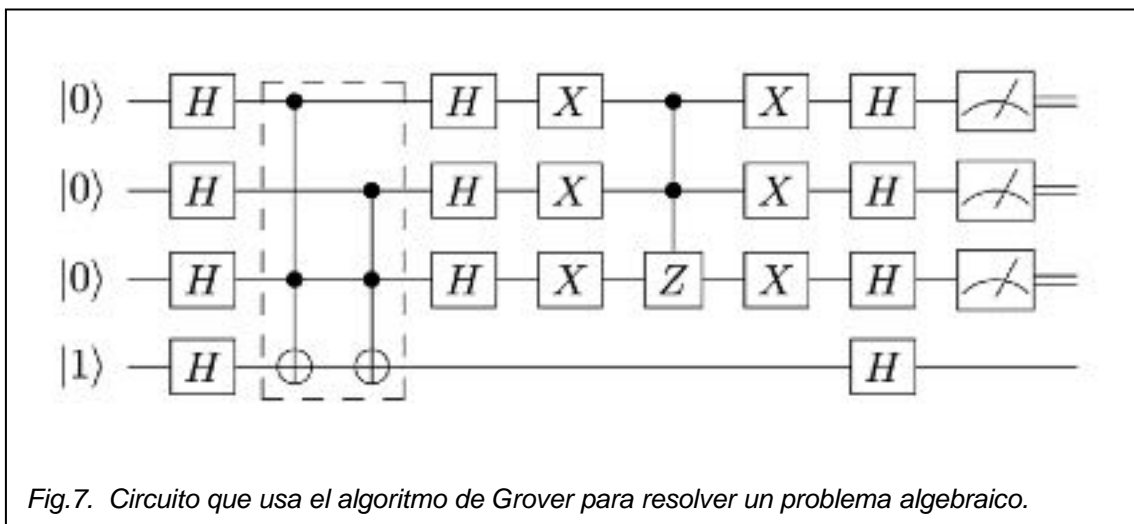 |0⟩ H H X X H
|0⟩ H H X X H
|0⟩ H H X Z X H
|1⟩ H H
Fig.7. Circuito que usa el algoritmo de Grover para resolver un problema algebraico.